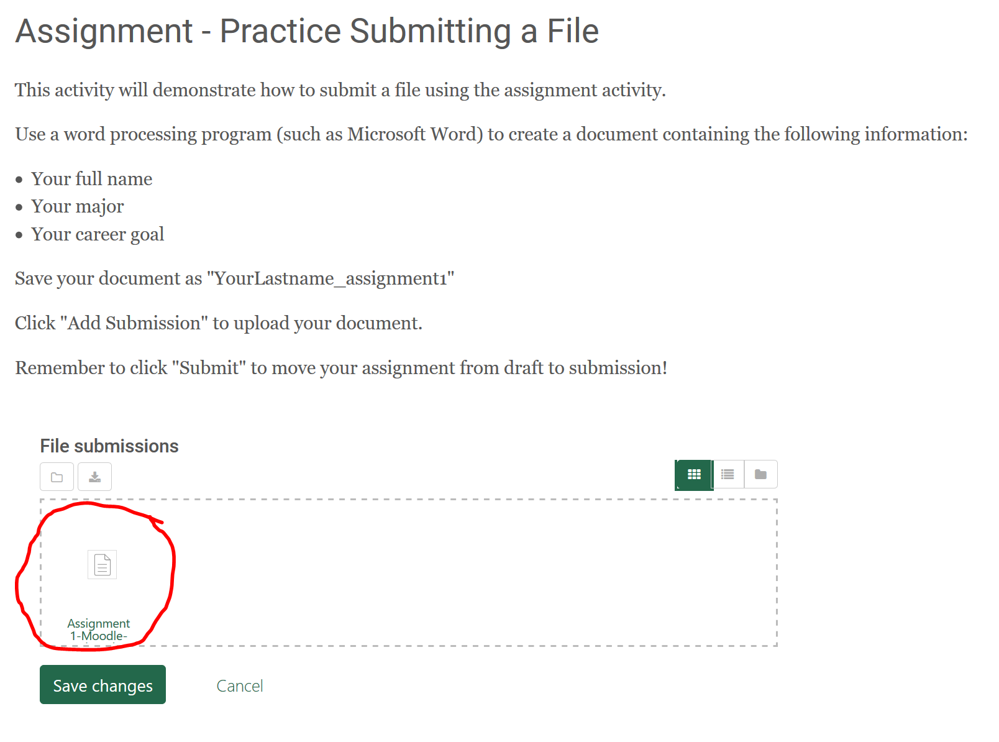 Assignment - Practice Submitting a File
This activity will demonstrate how to submit a file using the assignment activity.
Use a word processing program (such as Microsoft Word) to create a document containing the following information:
• Your full name
• Your major
• Your career goal
Save your document as "YourLastname_assignment1"
Click "Add Submission" to upload your document.
Remember to click "Submit" to move your assignment from draft to submission!
File submissions
Assignment
1-Moodle-
Save changes
Cancel